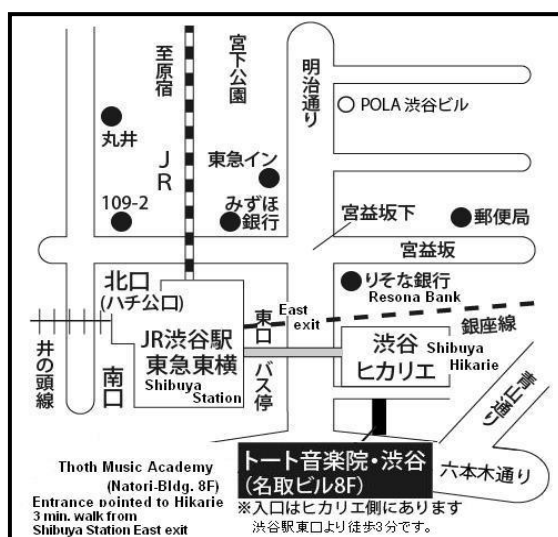 至原宿
宮下公園
明治通り
POLA 渋谷ビル
丸井
JR
東急イン
109-2
みずほ
銀行
宮益坂下
郵便局
宮益坂
北口
(ハチ公口)
りそな銀行
Resona Bank
東口
East
exit
銀座線
JR渋谷駅
東急東横
Shibuya
Station
渋谷
ヒカリエ
Shibuya
Hikarie
井の頭線
南口
バス停
青山通り
六本木通り
トート音楽院・渋谷
(名取ビル8F)
※入口はヒカリエ側にあります
渋谷駅東口より徒歩3分です。
Thoth Music Academy
(Natori-Bldg. 8F)
Entrance pointed to Hikarie
3 min. walk from
Shibuya Station East exit